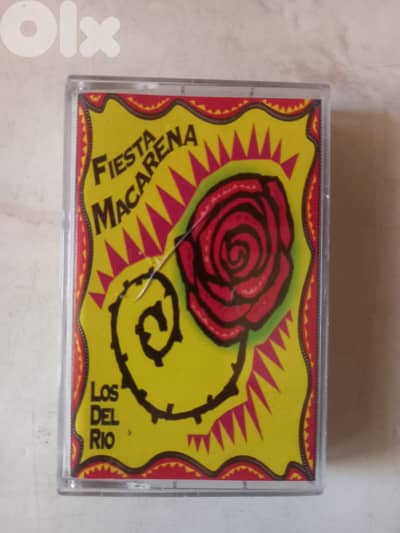 Olx
FIESTA
MACARENA
LOS
DEL
RIO